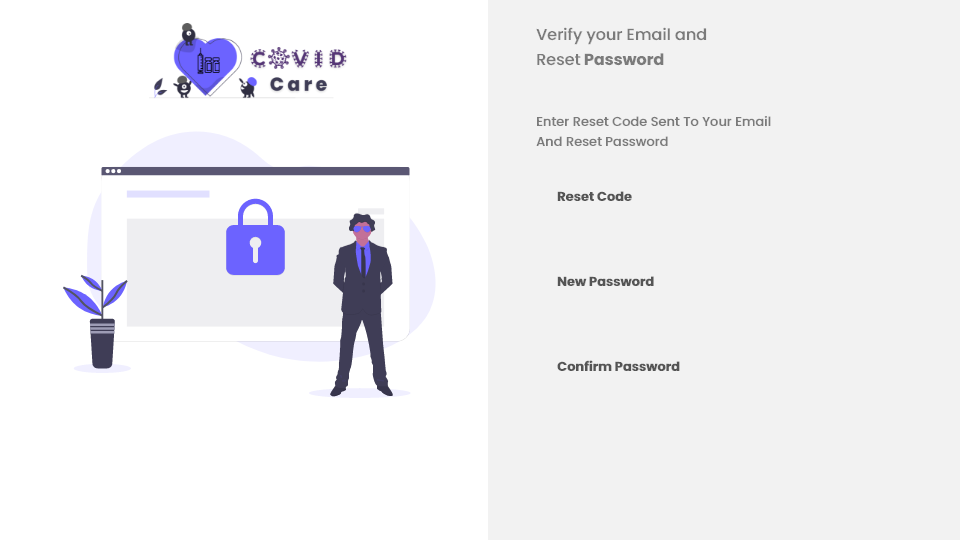 COVID
Care
Verify your Email and
Reset Password
Enter Reset Code Sent To Your Email
And Reset Password
Reset Code
New Password
Confirm Password